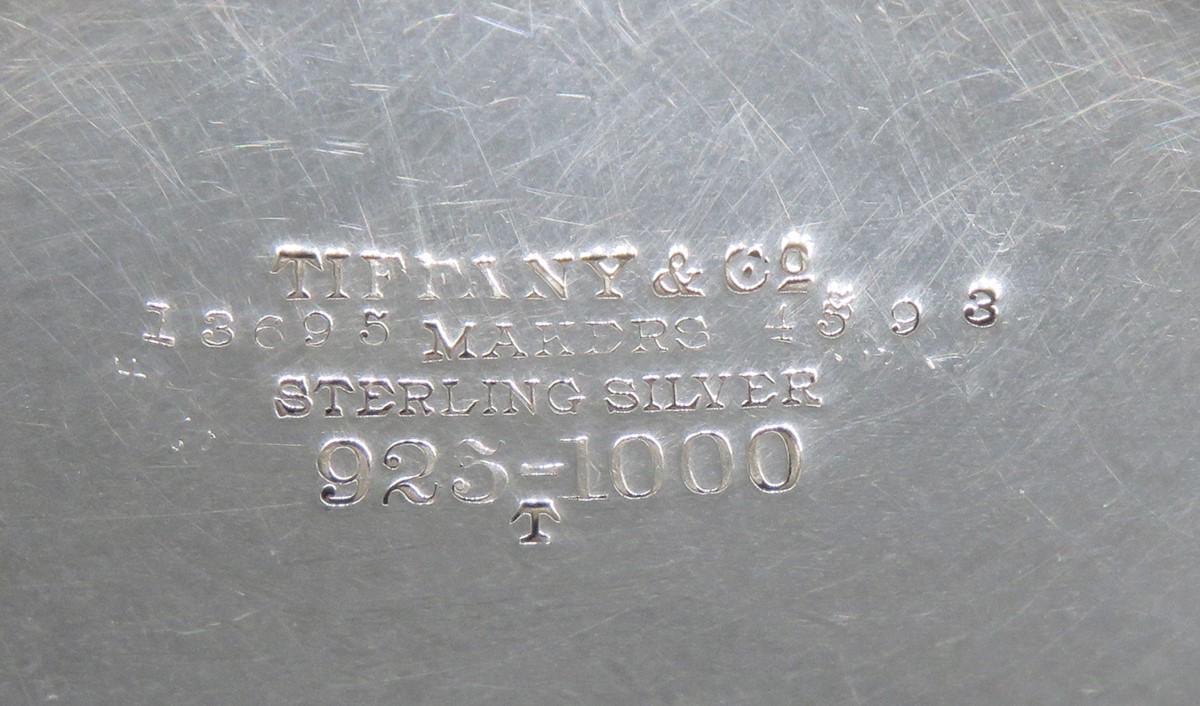 TIFFANY & Cº
13695 MAKERS 4593
STERLING SILVER
925-1000
T